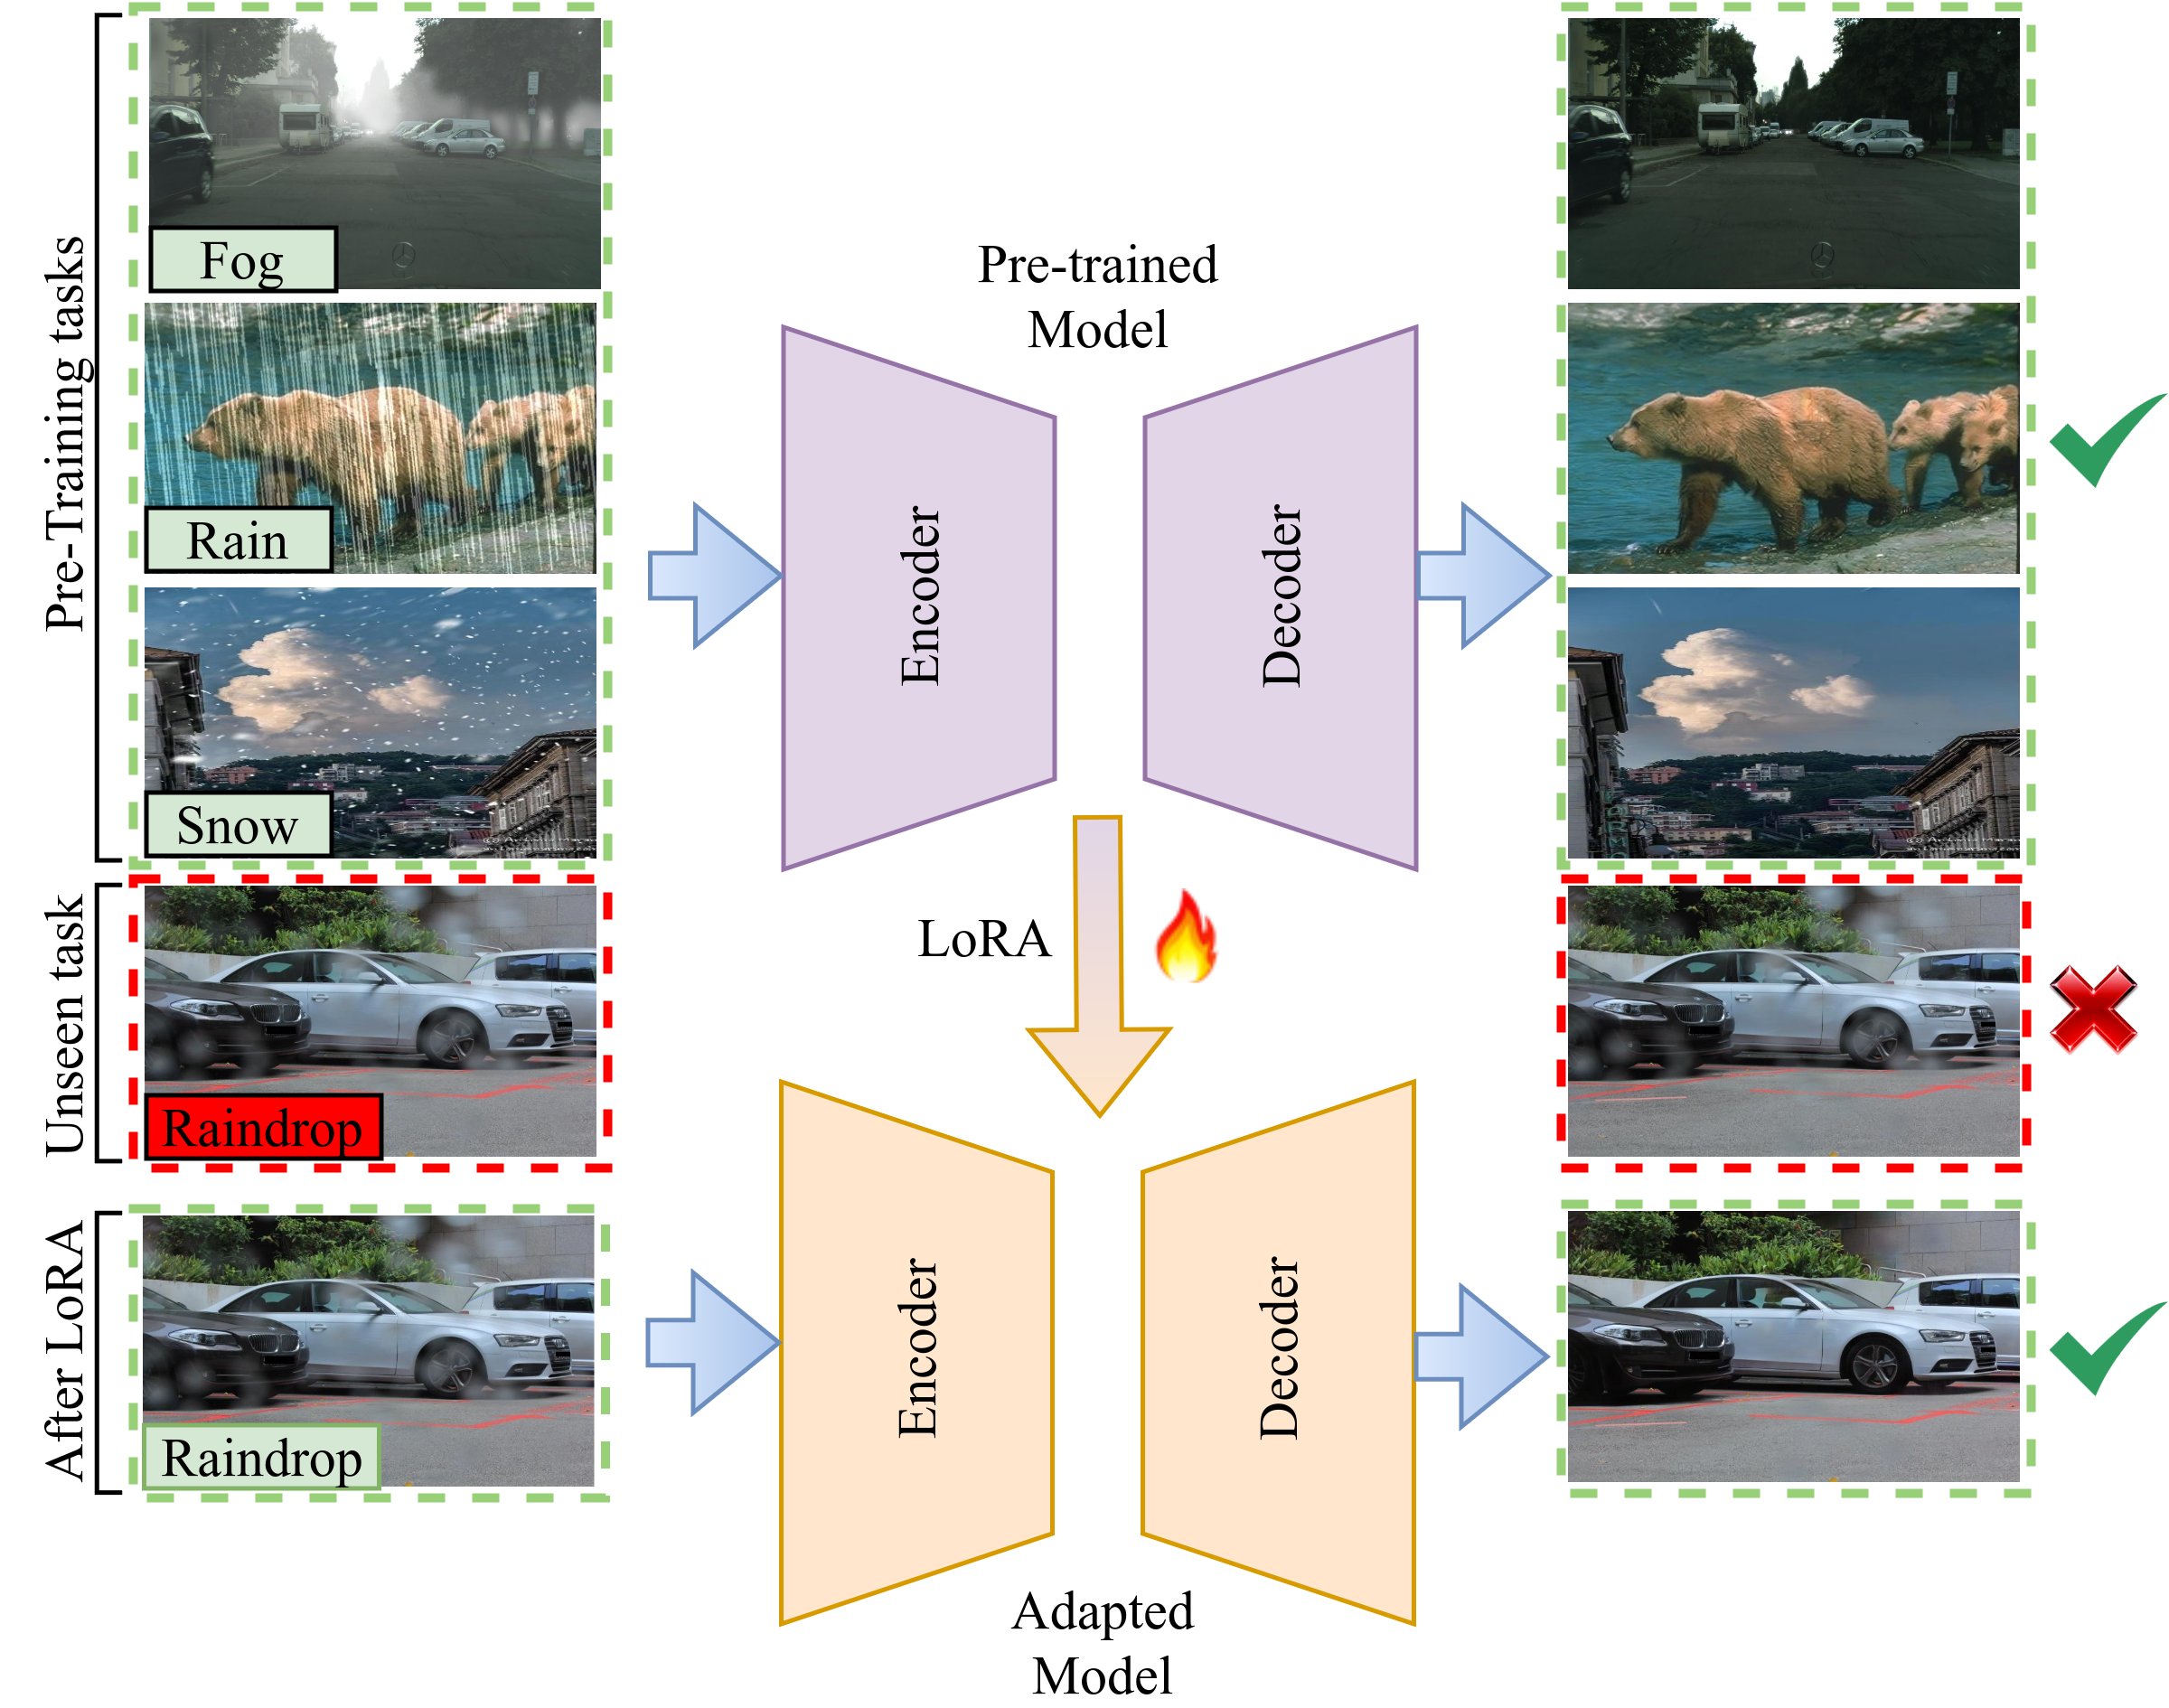 Pre-Training tasks
Fog
Rain
Snow
Pre-trained
Model
Encoder
Decoder
Unseen task
Raindrop
LoRA
After LoRA
Raindrop
Encoder
Decoder
Adapted
Model